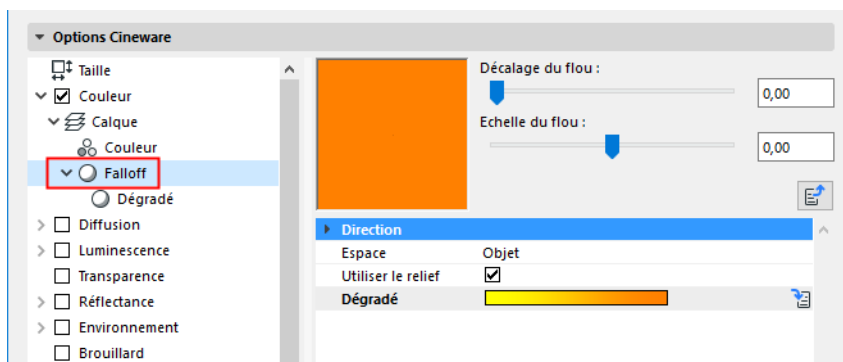 Options Cineware
Taille
Couleur
Calque
Couleur
Falloff
Dégradé
Diffusion
Luminescence
Transparence
Réflectance
Environnement
Brouillard
Décalage du flou :
0,00
Echelle du flou :
0,00
Direction
Espace Objet
Utiliser le relief
Dégradé